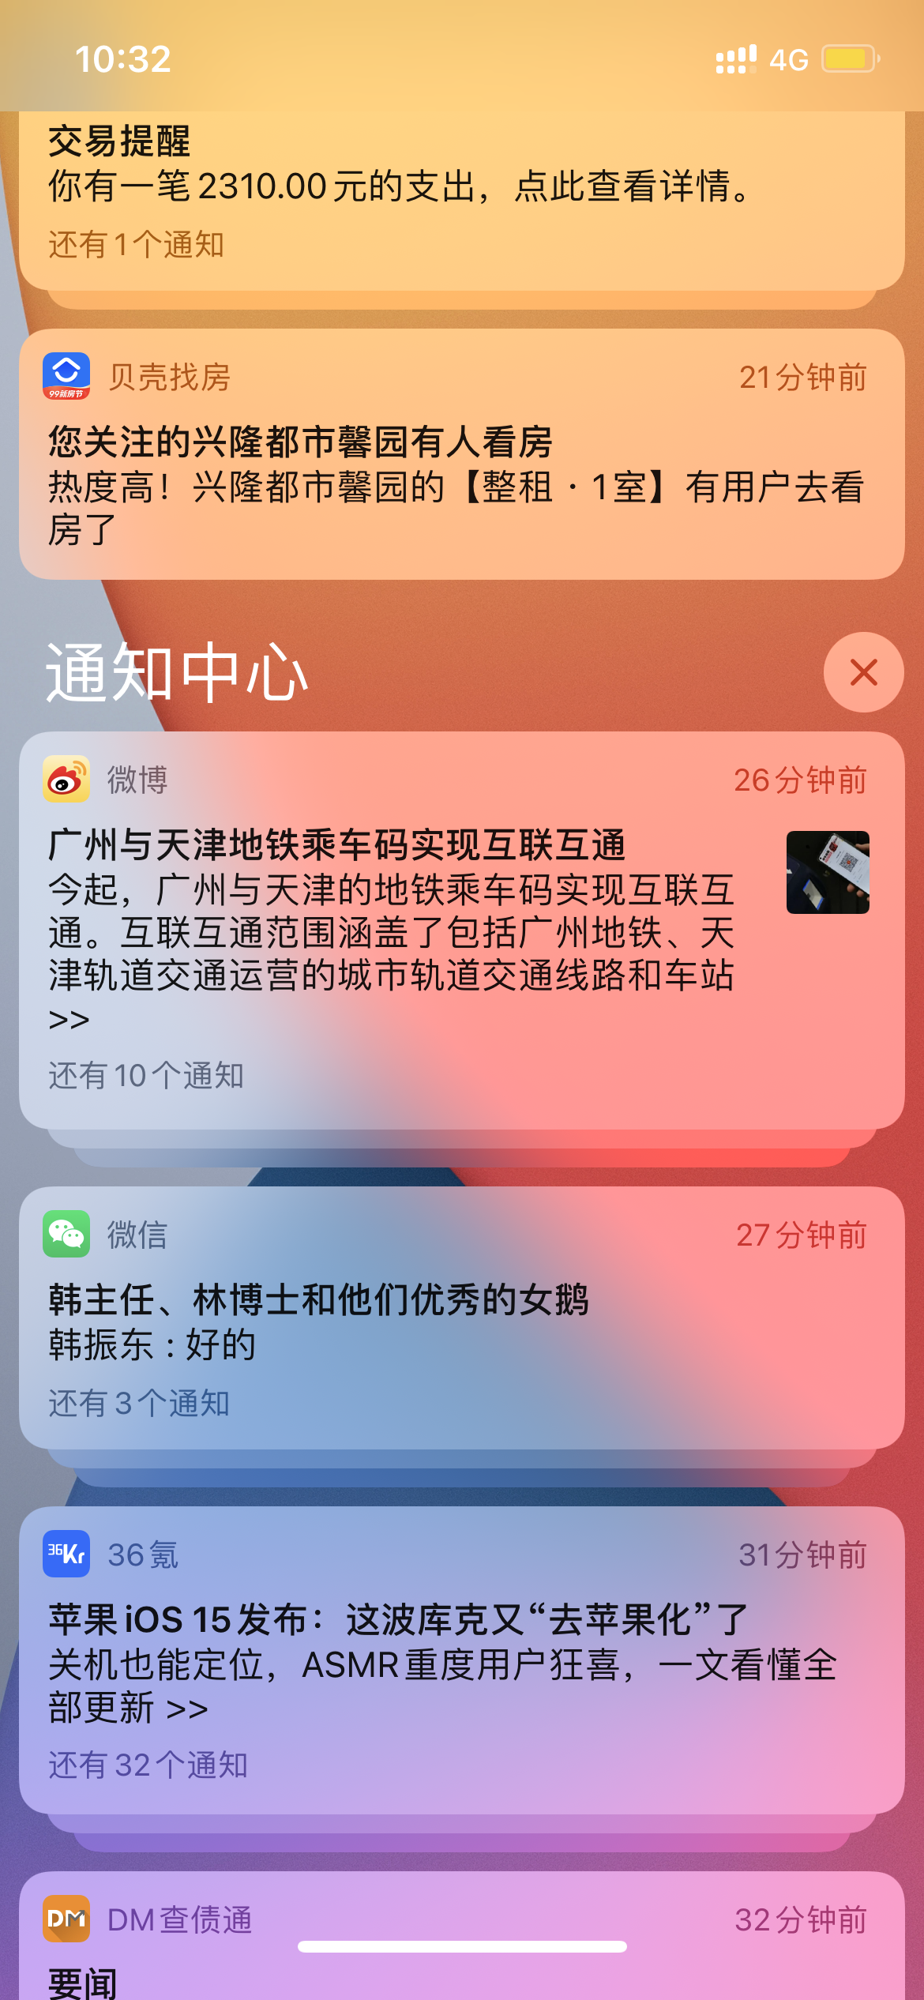 10:32
4G
交易提醒
你有一笔2310.00元的支出，点此查看详情。
还有1个通知
99新房节
贝壳找房
21分钟前
您关注的兴隆都市馨园有人看房
热度高！兴隆都市馨园的【整租·1室】有用户去看
房了
通知中心
微博
26分钟前
广州与天津地铁乘车码实现互联互通
今起，广州与天津的地铁乘车码实现互联互
通。互联互通范围涵盖了包括广州地铁、天
津轨道交通运营的城市轨道交通线路和车站
>>
还有10个通知
微信
27分钟前
韩主任、林博士和他们优秀的女鹅
韩振东：好的
还有3个通知
36Kr
36氪
31分钟前
苹果iOS 15发布：这波库克又“去苹果化”了
关机也能定位，ASMR重度用户狂喜，一文看懂全
部更新 >>
还有32个通知
DM
DM查债通
32分钟前
要闻